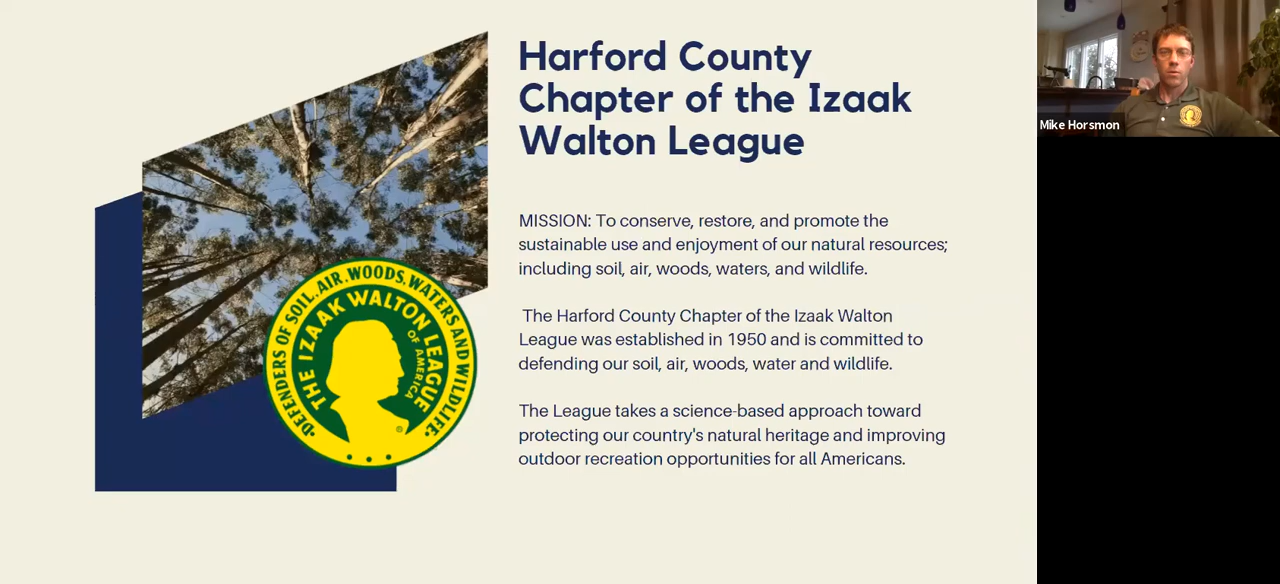 Harford County
Chapter of the Izaak
Walton League
MISSION: To conserve, restore, and promote the
sustainable use and enjoyment of our natural resources;
including soil, air, woods, waters, and wildlife.
The Harford County Chapter of the Izaak Walton
League was established in 1950 and is committed to
defending our soil, air, woods, water and wildlife.
The League takes a science-based approach toward
protecting our country's natural heritage and improving
outdoor recreation opportunities for all Americans.
DEFENDERS OF SOIL. AIR. WOODS. WATERS AND WILDLIFE
THE IZAAK WALTON LEAGUE
OF AMERICA
®
Mike Horsmon